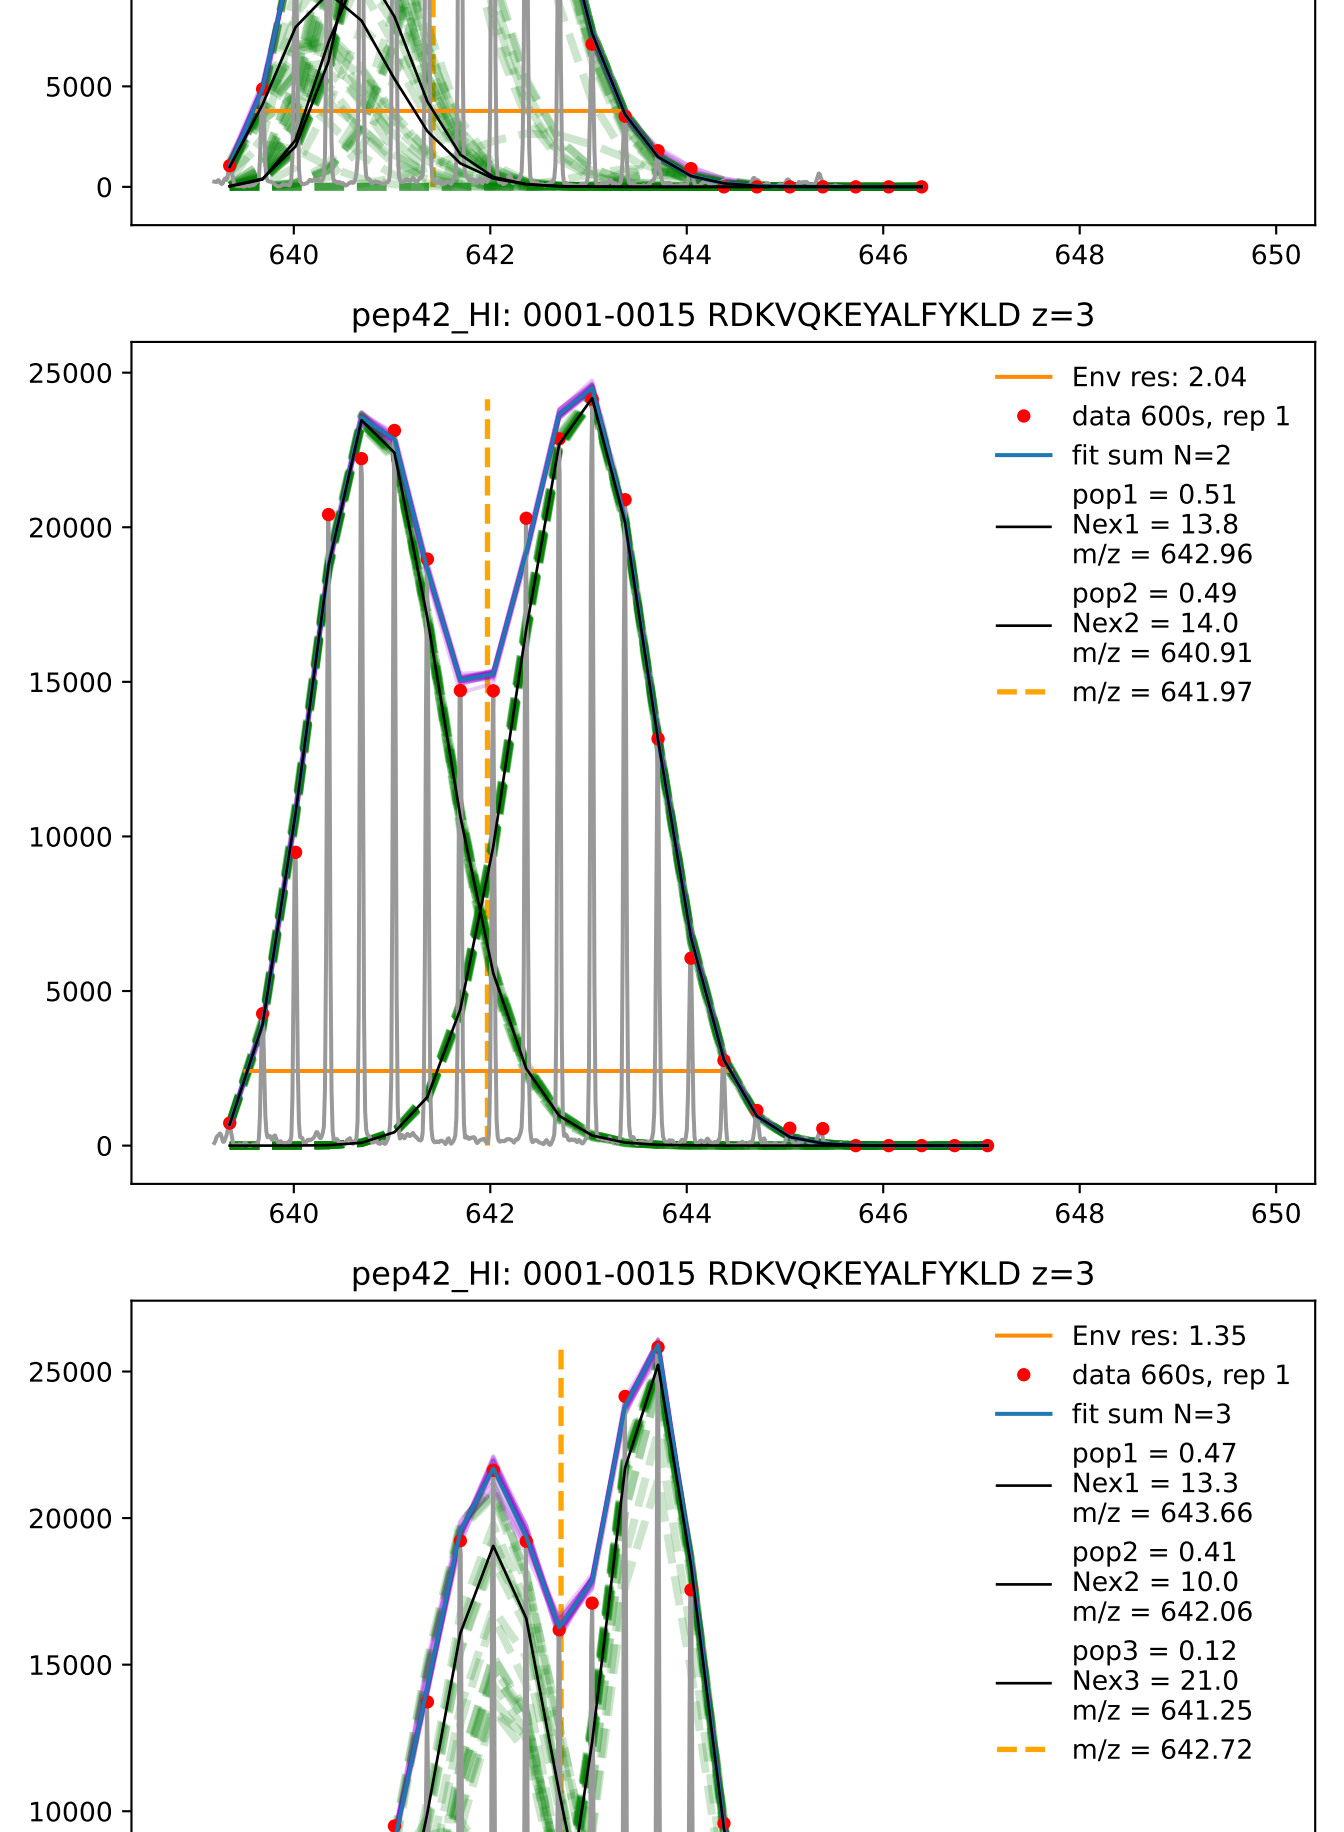 5000
0
640 642 644 646 648 650
pep42_HI: 0001-0015 RDKVQKEYALFYKLD z=3
25000
20000
15000
10000
5000
0
Env res: 2.04
data 600s, rep 1
fit sum N=2
pop1 = 0.51
Nex1 = 13.8
m/z = 642.96
pop2 = 0.49
Nex2 = 14.0
m/z = 640.91
m/z = 641.97
640 642 644 646 648 650
pep42_HI: 0001-0015 RDKVQKEYALFYKLD z=3
25000
20000
15000
10000
Env res: 1.35
data 660s, rep 1
fit sum N=3
pop1 = 0.47
Nex1 = 13.3
m/z = 643.66
pop2 = 0.41
Nex2 = 10.0
m/z = 642.06
pop3 = 0.12
Nex3 = 21.0
m/z = 641.25
m/z = 642.72